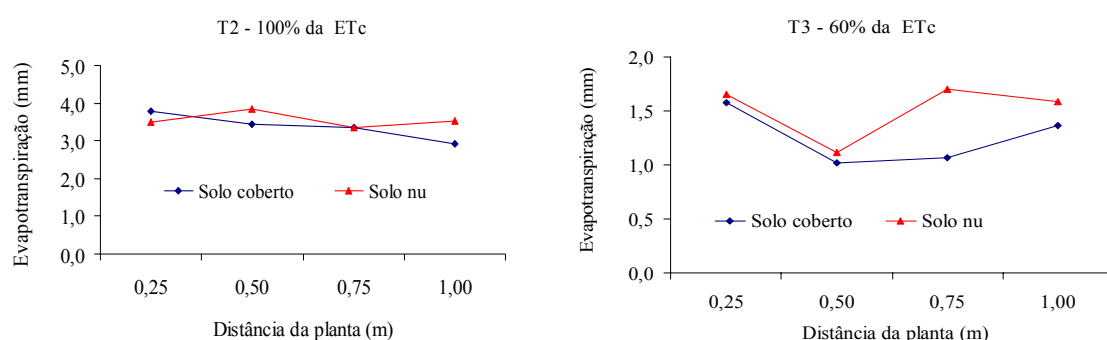 T2 - 100% da ETc
Evapotranspiração (mm)
5,0
4,0
3,0
2,0
1,0
0,0
Solo coberto
Solo nu
0,25 0,50 0,75 1,00
Distância da planta (m)
T3 - 60% da ETc
Evapotranspiração (mm)
2,0
1,5
1,0
0,5
0,0
Solo coberto
Solo nu
0,25 0,50 0,75 1,00
Distância da planta (m)